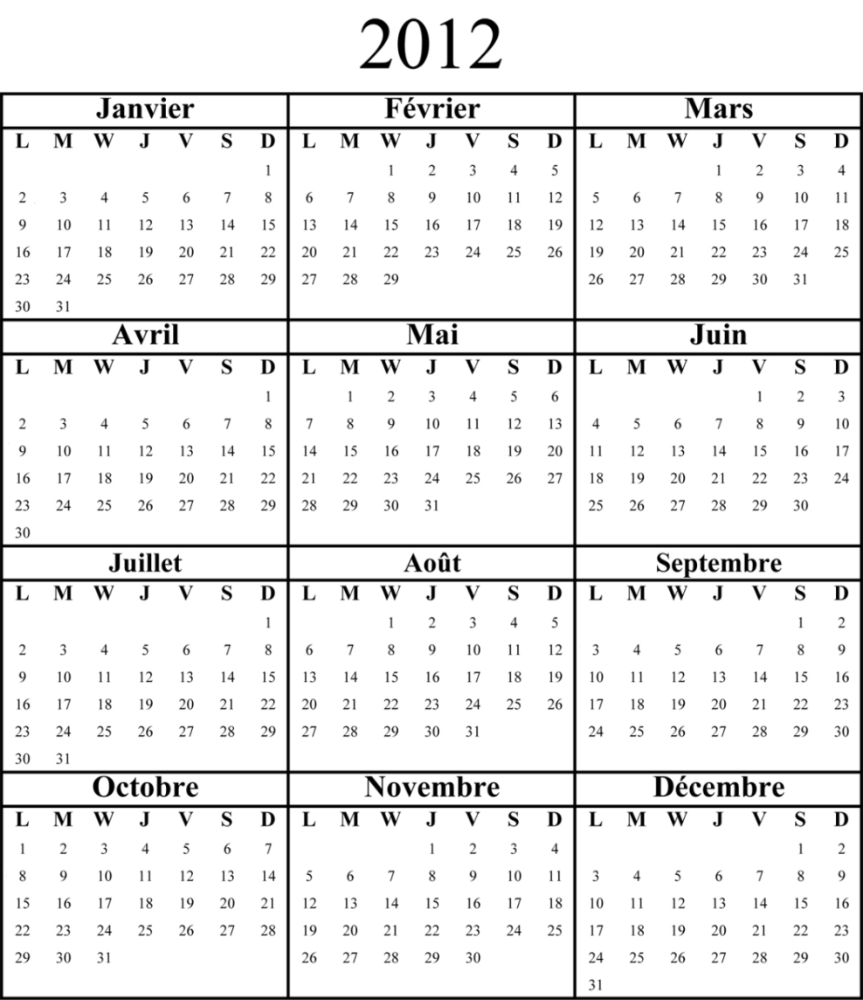 2012
Janvier Février Mars
L M W J V S D L M W J V S D L M W J V S D
1 1 2 3 4 5 1 2 3 4
2 3 4 5 6 7 8 6 7 8 9 10 11 12 5 6 7 8 9 10 11
9 10 11 12 13 14 15 13 14 15 16 17 18 19 12 13 14 15 16 17 18
16 17 18 19 20 21 22 20 21 22 23 24 25 26 19 20 21 22 23 24 25
23 24 25 26 27 28 29 27 28 29 26 27 28 29 30 31
30 31
Avril Mai Juin
L M W J V S D L M W J V S D L M W J V S D
1 1 2 3 4 5 6 1 2 3
2 3 4 5 6 7 8 7 8 9 10 11 12 13 4 5 6 7 8 9 10
9 10 11 12 13 14 15 14 15 16 17 18 19 20 11 12 13 14 15 16 17
16 17 18 19 20 21 22 21 22 23 24 25 26 27 18 19 20 21 22 23 24
23 24 25 26 27 28 29 28 29 30 31 25 26 27 28 29 30
30
Juillet Août Septembre
L M W J V S D L M W J V S D L M W J V S D
1 1 2 3 4 5 1 2
2 3 4 5 6 7 8 6 7 8 9 10 11 12 3 4 5 6 7 8 9
9 10 11 12 13 14 15 13 14 15 16 17 18 19 10 11 12 13 14 15 16
16 17 18 19 20 21 22 20 21 22 23 24 25 26 17 18 19 20 21 22 23
23 24 25 26 27 28 29 27 28 29 30 31 24 25 26 27 28 29 30
30 31
Octobre Novembre Décembre
L M W J V S D L M W J V S D L M W J V S D
1 2 3 4 5 6 7 1 2 3 4 1 2
8 9 10 11 12 13 14 5 6 7 8 9 10 11 3 4 5 6 7 8 9
15 16 17 18 19 20 21 12 13 14 15 16 17 18 10 11 12 13 14 15 16
22 23 24 25 26 27 28 19 20 21 22 23 24 25 17 18 19 20 21 22 23
29 30 31 26 27 28 29 30 24 25 26 27 28 29 30
31